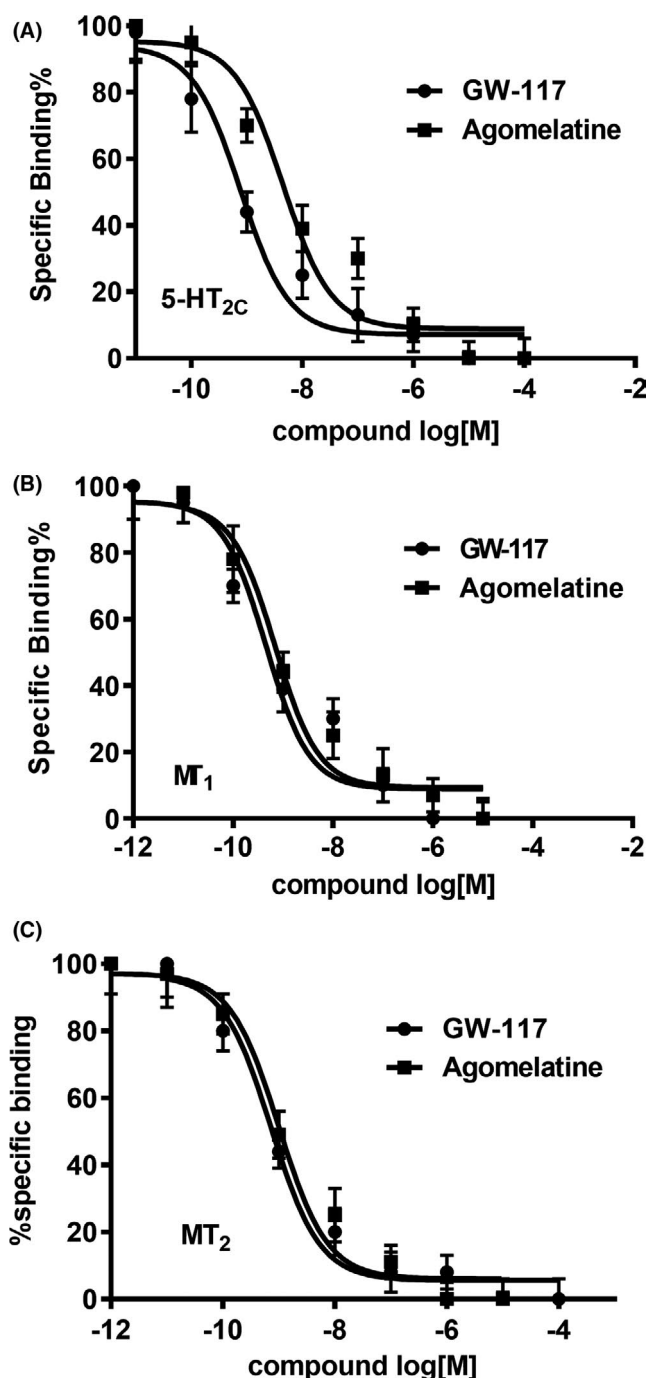 (A)
100
80
60
40
20
0
Specific Binding%
GW-117
Agomelatine
5-HT2C
-10
-8
-6
-4
-2
compound log[M]
(B)
100
80
60
40
20
0
Specific Binding%
GW-117
Agomelatine
MT1
-12
-10
-8
-6
-4
-2
compound log[M]
(C)
100
80
60
40
20
0
%specific binding
GW-117
Agomelatine
MT2
-12
-10
-8
-6
-4
compound log[M]